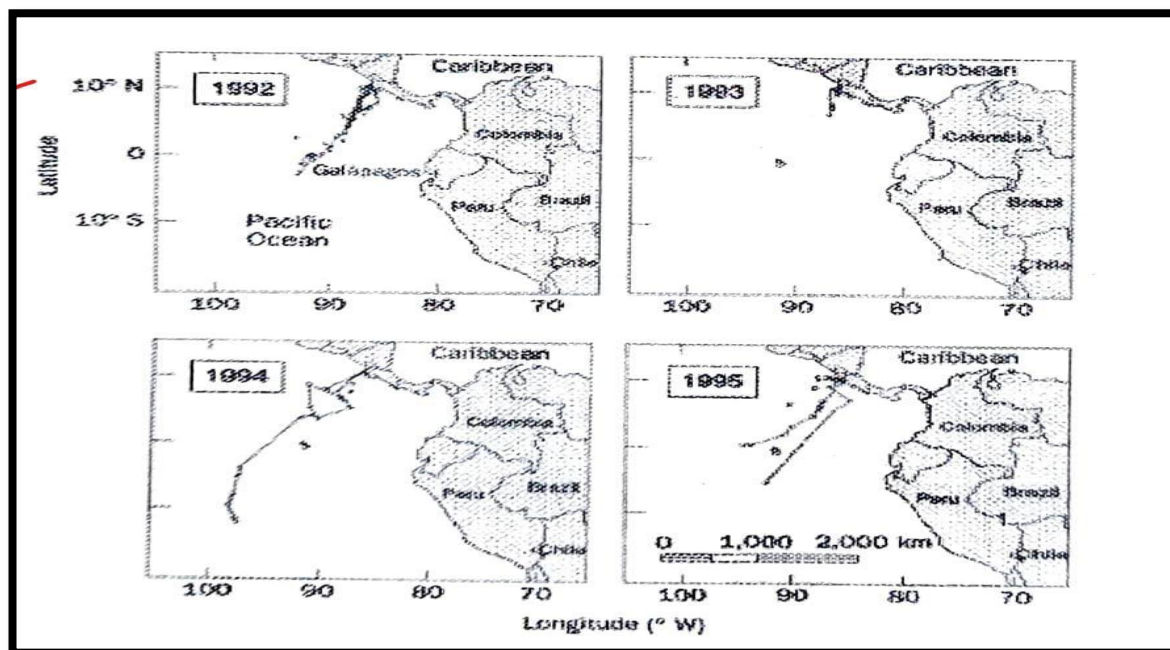 Caribbean
10° N
1992
Colombia
0
Galapagos
Latitude
10° S
Pacific
Ocean
Peru
Brazil
Chile
100 90 80 70
Caribbean
1993
Colombia
Peru
Brazil
Chile
100 90 80 70
Caribbean
1994
Colombia
Peru
Brazil
Chile
100 90 80 70
Caribbean
1995
Colombia
Peru
Brazil
0 1,000 2,000 km
Chile
100 90 80 70
Longitude (° W)